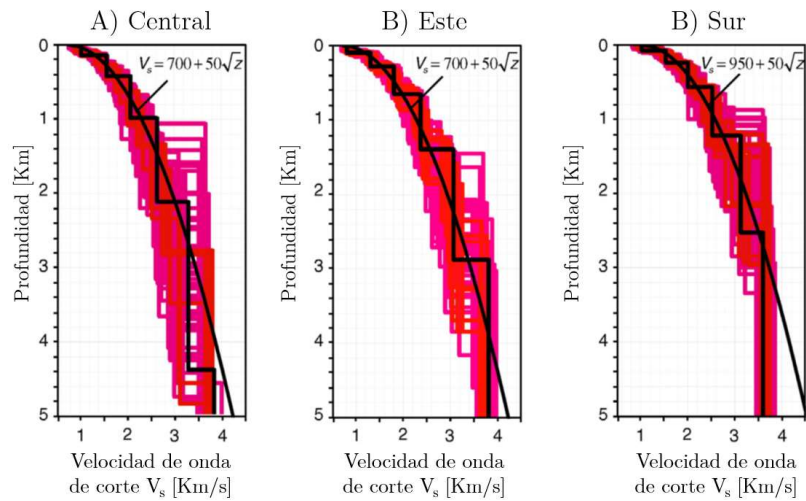 A) Central
B) Este
B) Sur
Profundidad [Km]
0
1
2
3
4
5
V_s = 700 + 50√z
1 2 3 4
Velocidad de onda
de corte V_s [Km/s]
Profundidad [Km]
0
1
2
3
4
5
V_s = 700 + 50√z
1 2 3 4
Velocidad de onda
de corte V_s [Km/s]
Profundidad [Km]
0
1
2
3
4
5
V_s = 950 + 50√z
1 2 3 4
Velocidad de onda
de corte V_s [Km/s]